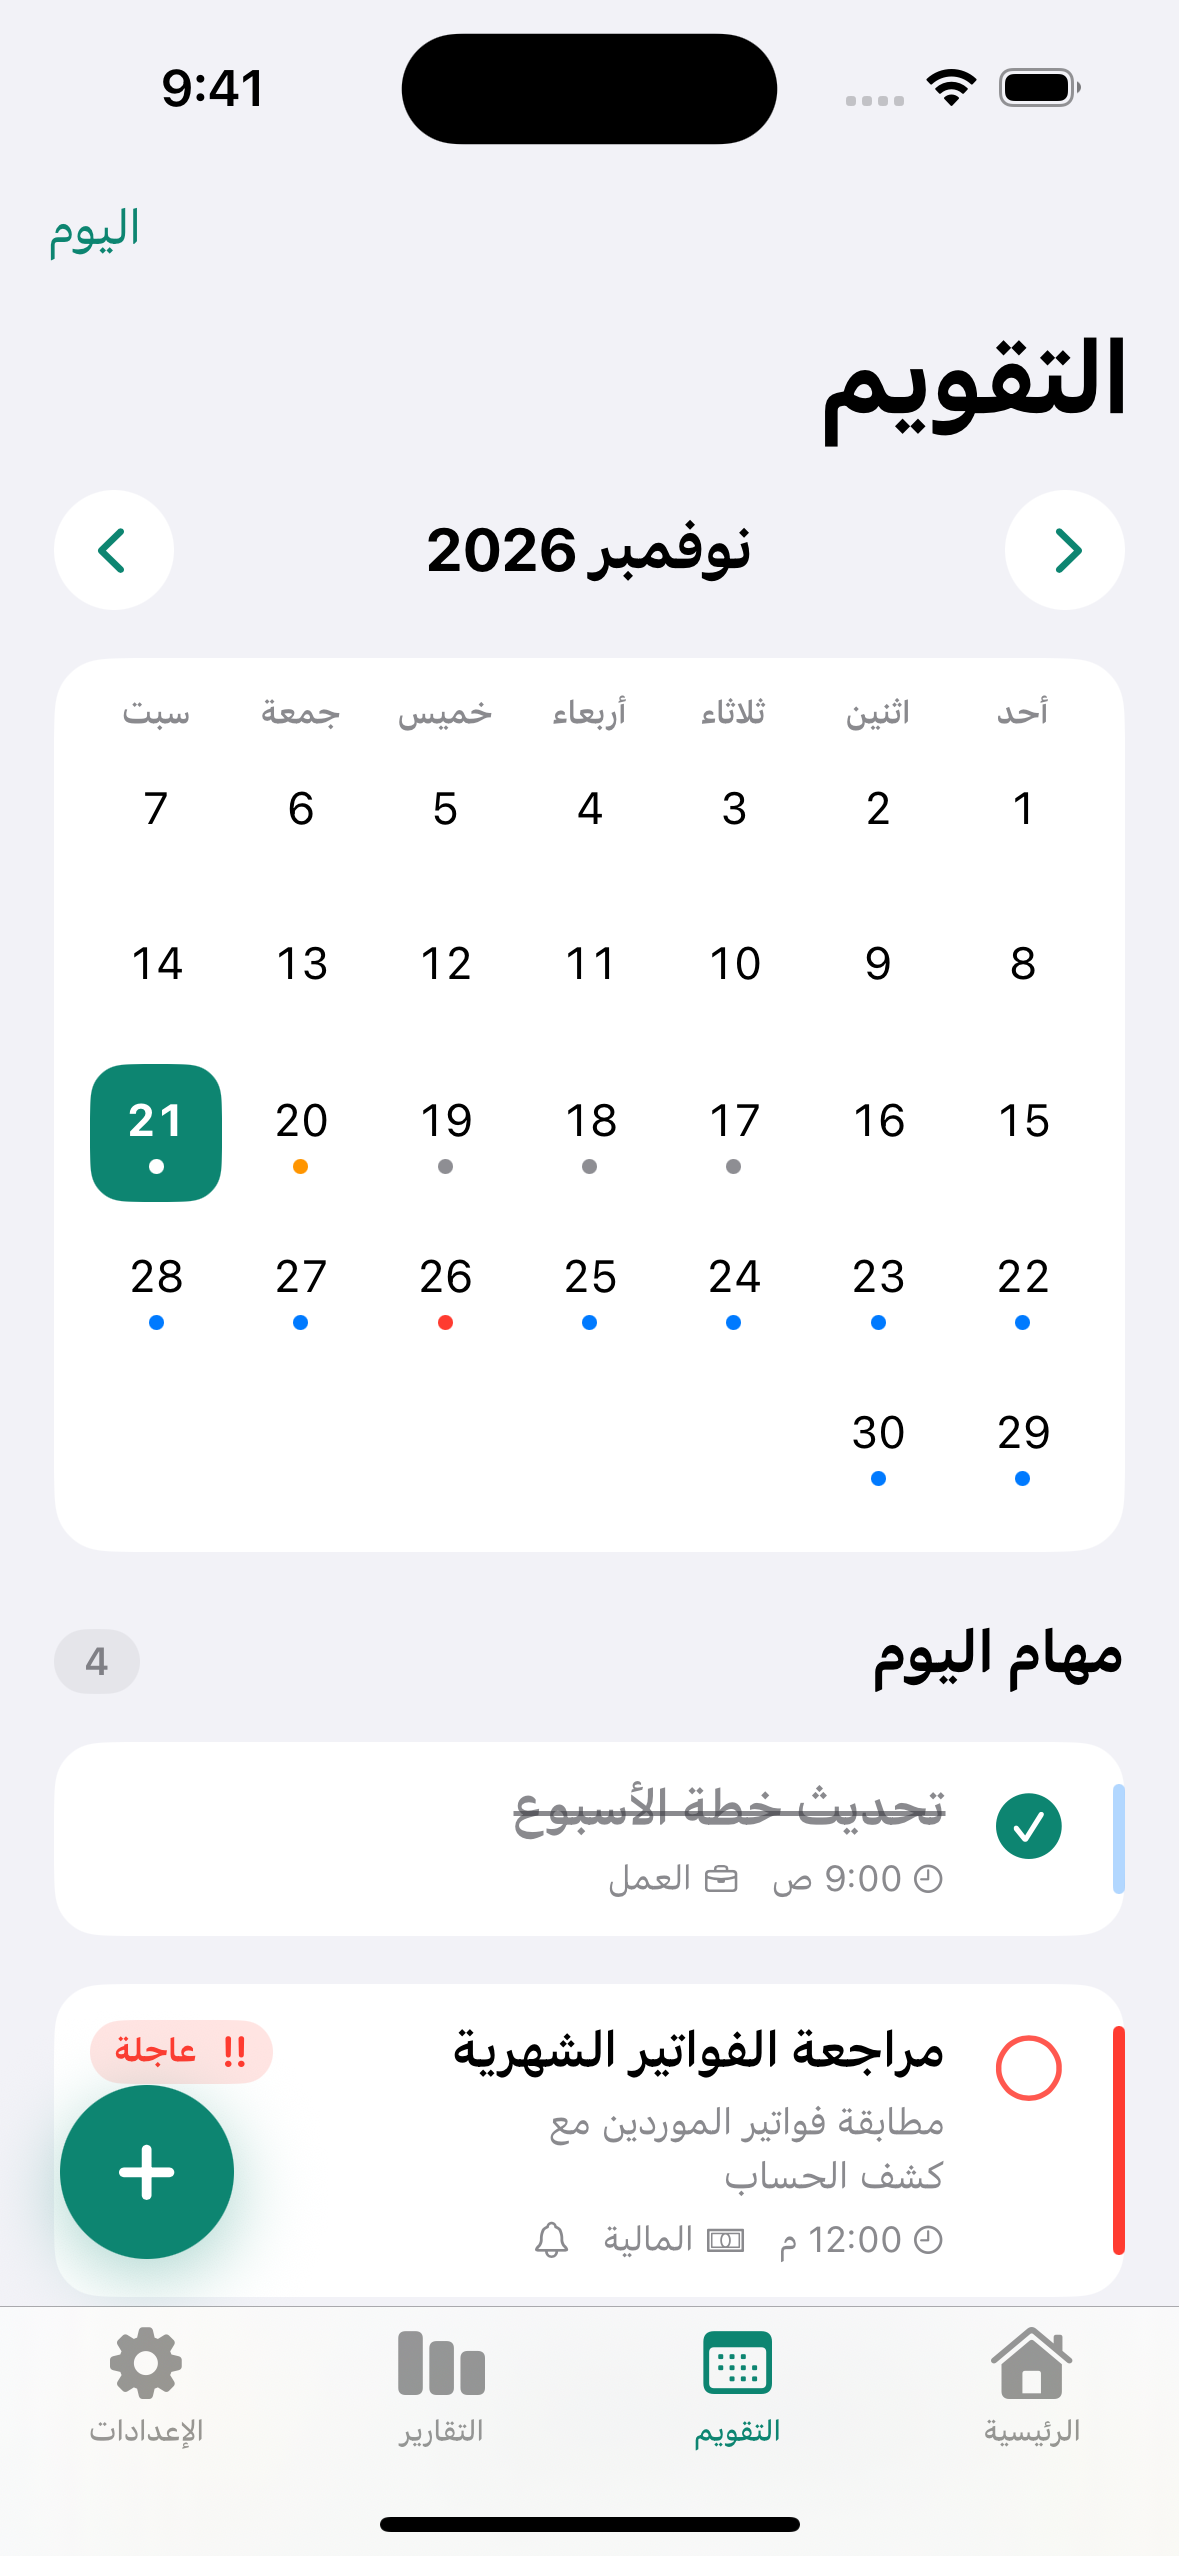 9:41
اليوم
التقويم
نوفمبر 2026
أحد اثنين ثلاثاء أربعاء خميس جمعة سبت
1 2 3 4 5 6 7
8 9 10 11 12 13 14
15 16 17 18 19 20 21
22 23 24 25 26 27 28
29 30
مهام اليوم 4
تحديث خطة الأسبوع
9:00 ص العمل
مراجعة الفواتير الشهرية !! عاجلة
مطابقة فواتير الموردين مع
كشف الحساب
12:00 م المالية
الرئيسية التقويم التقارير الإعدادات